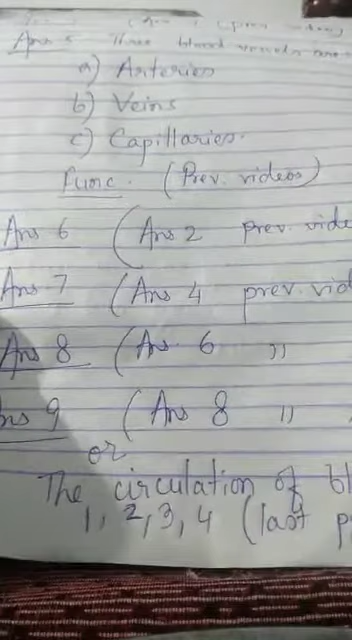 Ans 5 Three blood vessels are
a) Arteries
b) Veins
c) Capillaries.
Func. (Prev. videos)
Ans 6 (Ans 2 prev. vide
Ans 7 (Ans 4 prev. vid
Ans 8 (Ans 6 "
ns 9 (Ans 8 "
or
The circulation of bl
1, 2, 3, 4 (last p